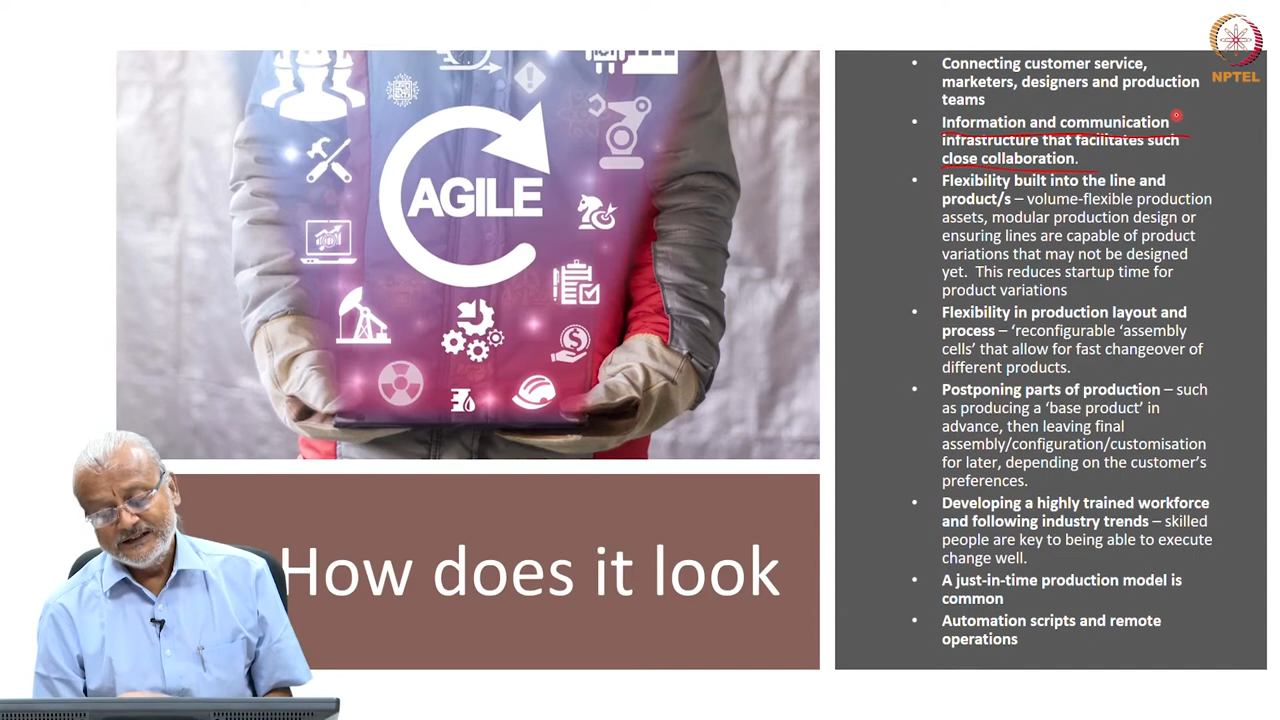 NPTEL
AGILE
How does it look
• Connecting customer service,
marketers, designers and production
teams
• Information and communication
infrastructure that facilitates such
close collaboration.
• Flexibility built into the line and
product/s – volume-flexible production
assets, modular production design or
ensuring lines are capable of product
variations that may not be designed
yet.  This reduces startup time for
product variations
• Flexibility in production layout and
process – ‘reconfigurable ‘assembly
cells’ that allow for fast changeover of
different products.
• Postponing parts of production – such
as producing a ‘base product’ in
advance, then leaving final
assembly/configuration/customisation
for later, depending on the customer’s
preferences.
• Developing a highly trained workforce
and following industry trends – skilled
people are key to being able to execute
change well.
• A just-in-time production model is
common
• Automation scripts and remote
operations